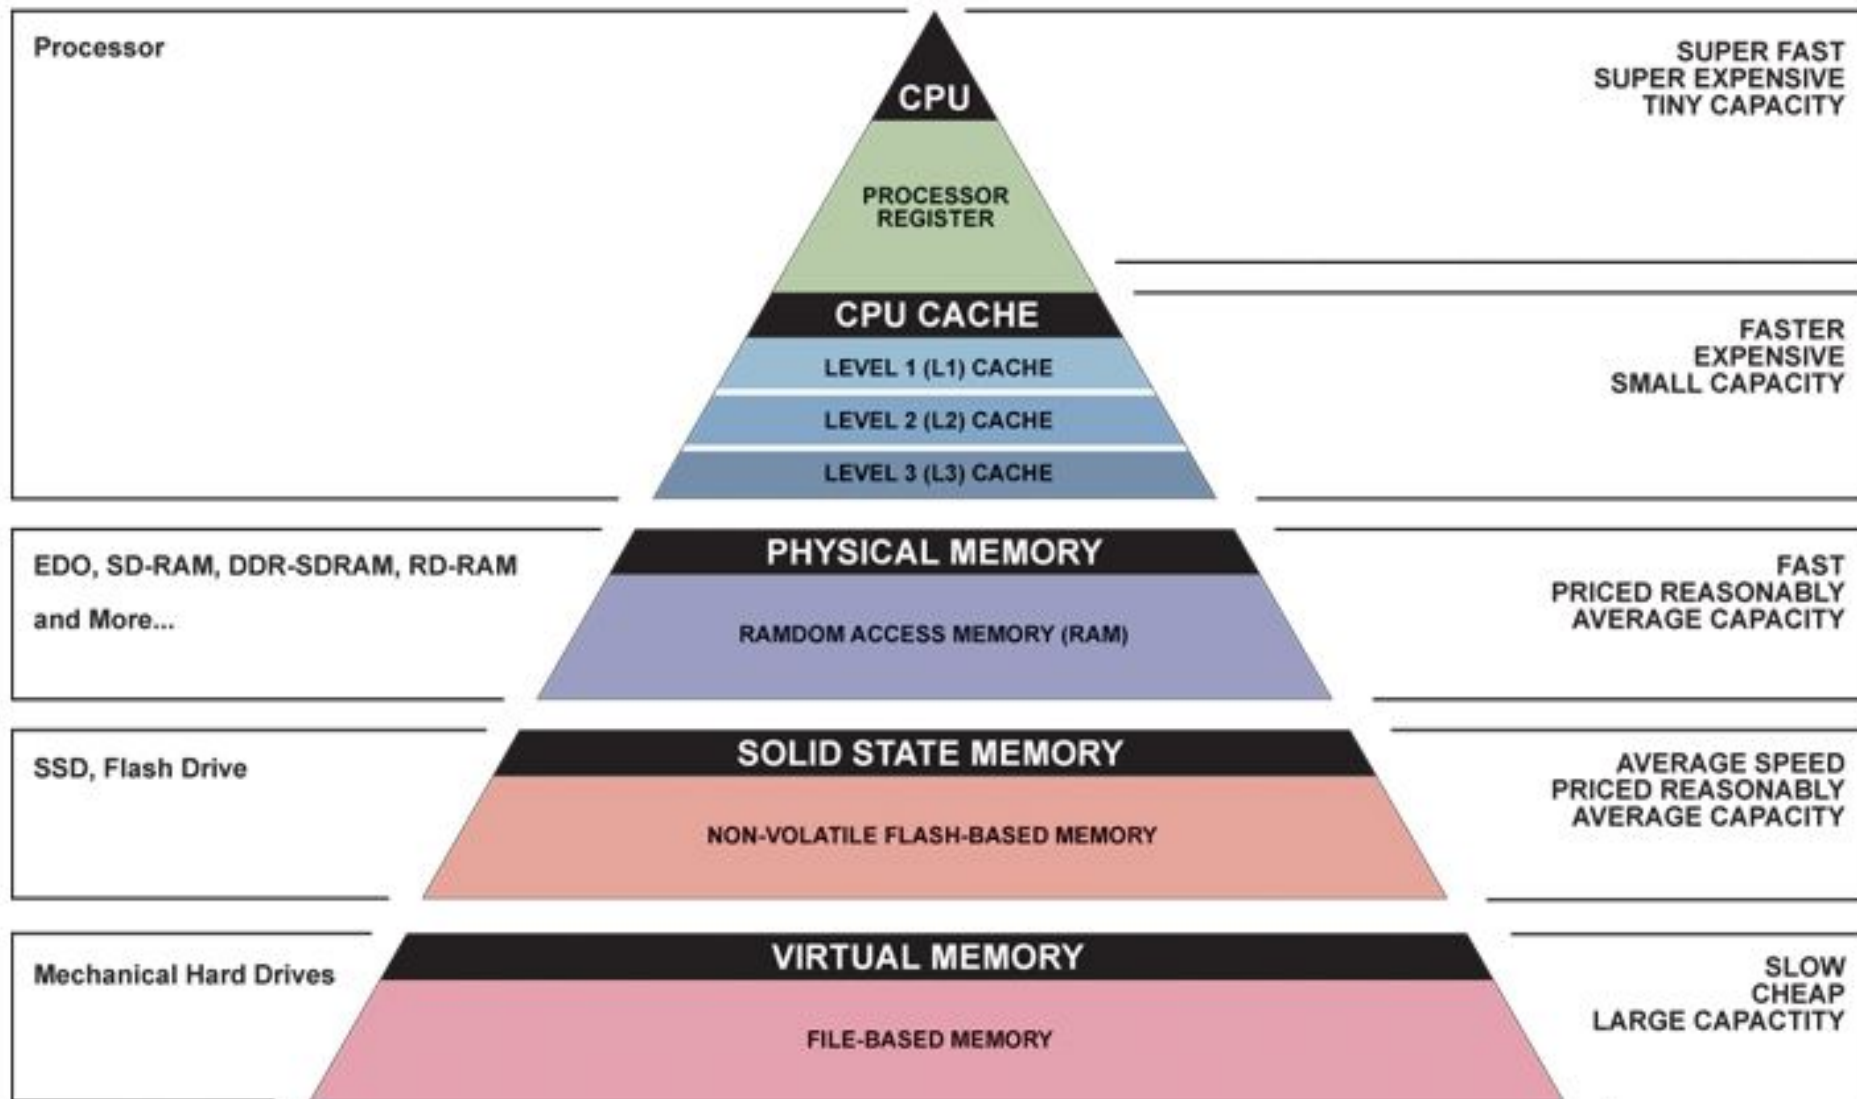 Processor
CPU
SUPER FAST
SUPER EXPENSIVE
TINY CAPACITY
PROCESSOR
REGISTER
CPU CACHE
LEVEL 1 (L1) CACHE
LEVEL 2 (L2) CACHE
LEVEL 3 (L3) CACHE
FASTER
EXPENSIVE
SMALL CAPACITY
EDO, SD-RAM, DDR-SDRAM, RD-RAM
and More...
PHYSICAL MEMORY
RAMDOM ACCESS MEMORY (RAM)
FAST
PRICED REASONABLY
AVERAGE CAPACITY
SSD, Flash Drive
SOLID STATE MEMORY
NON-VOLATILE FLASH-BASED MEMORY
AVERAGE SPEED
PRICED REASONABLY
AVERAGE CAPACITY
Mechanical Hard Drives
VIRTUAL MEMORY
FILE-BASED MEMORY
SLOW
CHEAP
LARGE CAPACTITY